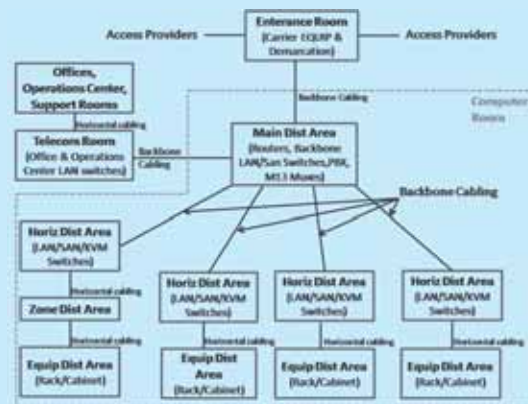 Enterance Room
(Carrier EQUIP &
Demarcation)
Access Providers
Access Providers
Offices,
Operations Center,
Support Rooms
Backbone Cabling
Computer
Room
Horizontal cabling
Telecom Room
(Office & Operations
Center LAN switches)
Backbone
Cabling
Main Dist Area
(Routers, Backbone
LAN/San Switches,PBX,
M13 Muxes)
Backbone Cabling
Horiz Dist Area
(LAN/SAN/KVM
Switches)
Horiz Dist Area
(LAN/SAN/KVM
Switches)
Horiz Dist Area
(LAN/SAN/KVM
Switches)
Horiz Dist Area
(LAN/SAN/KVM
Switches)
Horizontal cabling
Zone Dist Area
Horizontal cabling
Horizontal cabling
Horizontal cabling
Horizontal cabling
Equip Dist Area
(Rack/Cabinet)
Equip Dist
Area
(Rack/Cabinet)
Equip Dist Area
(Rack/Cabinet)
Equip Dist Area
(Rack/Cabinet)